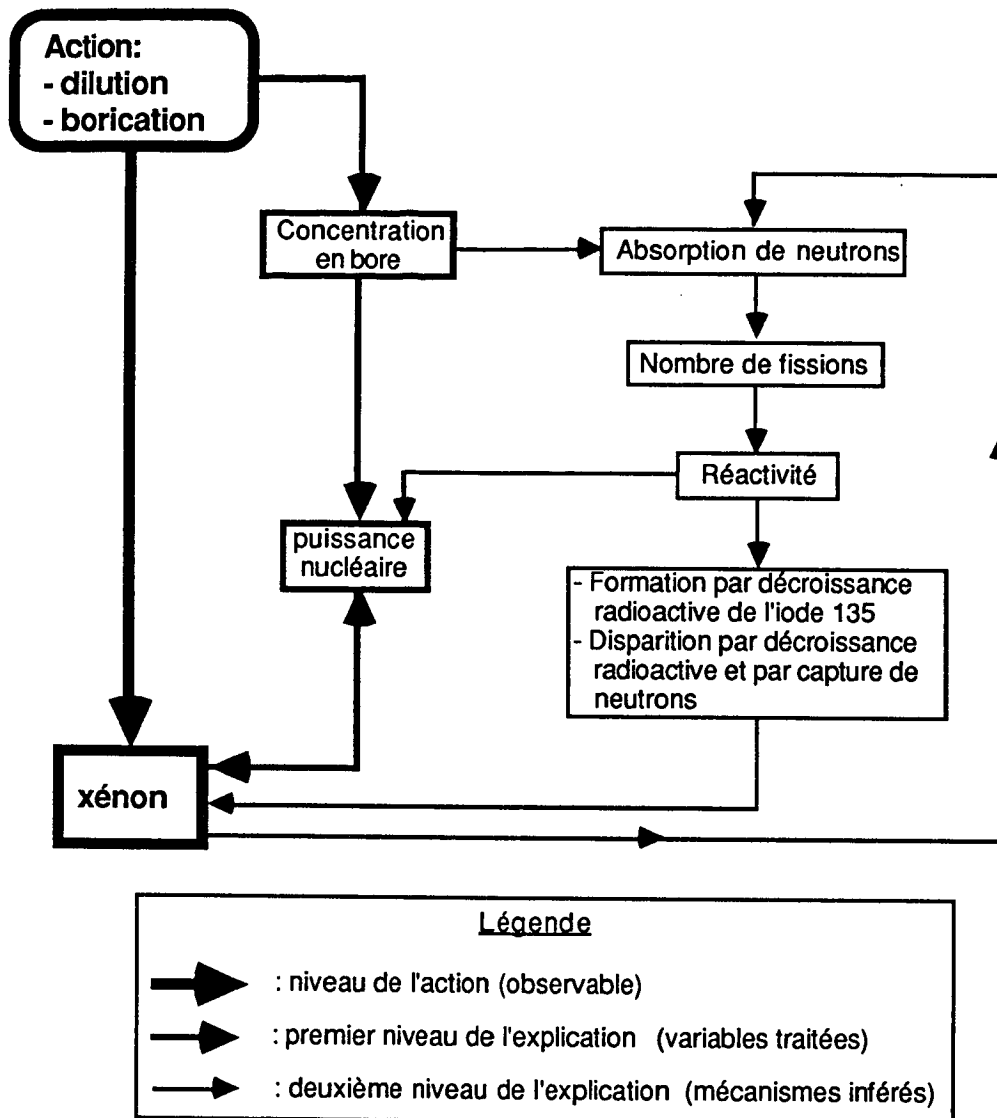 Action:
- dilution
- borication
Concentration
en bore
Absorption de neutrons
Nombre de fissions
Réactivité
puissance
nucléaire
- Formation par décroissance
radioactive de l'iode 135
- Disparition par décroissance
radioactive et par capture de
neutrons
xénon
Légende
: niveau de l'action (observable)
: premier niveau de l'explication (variables traitées)
: deuxième niveau de l'explication (mécanismes inférés)